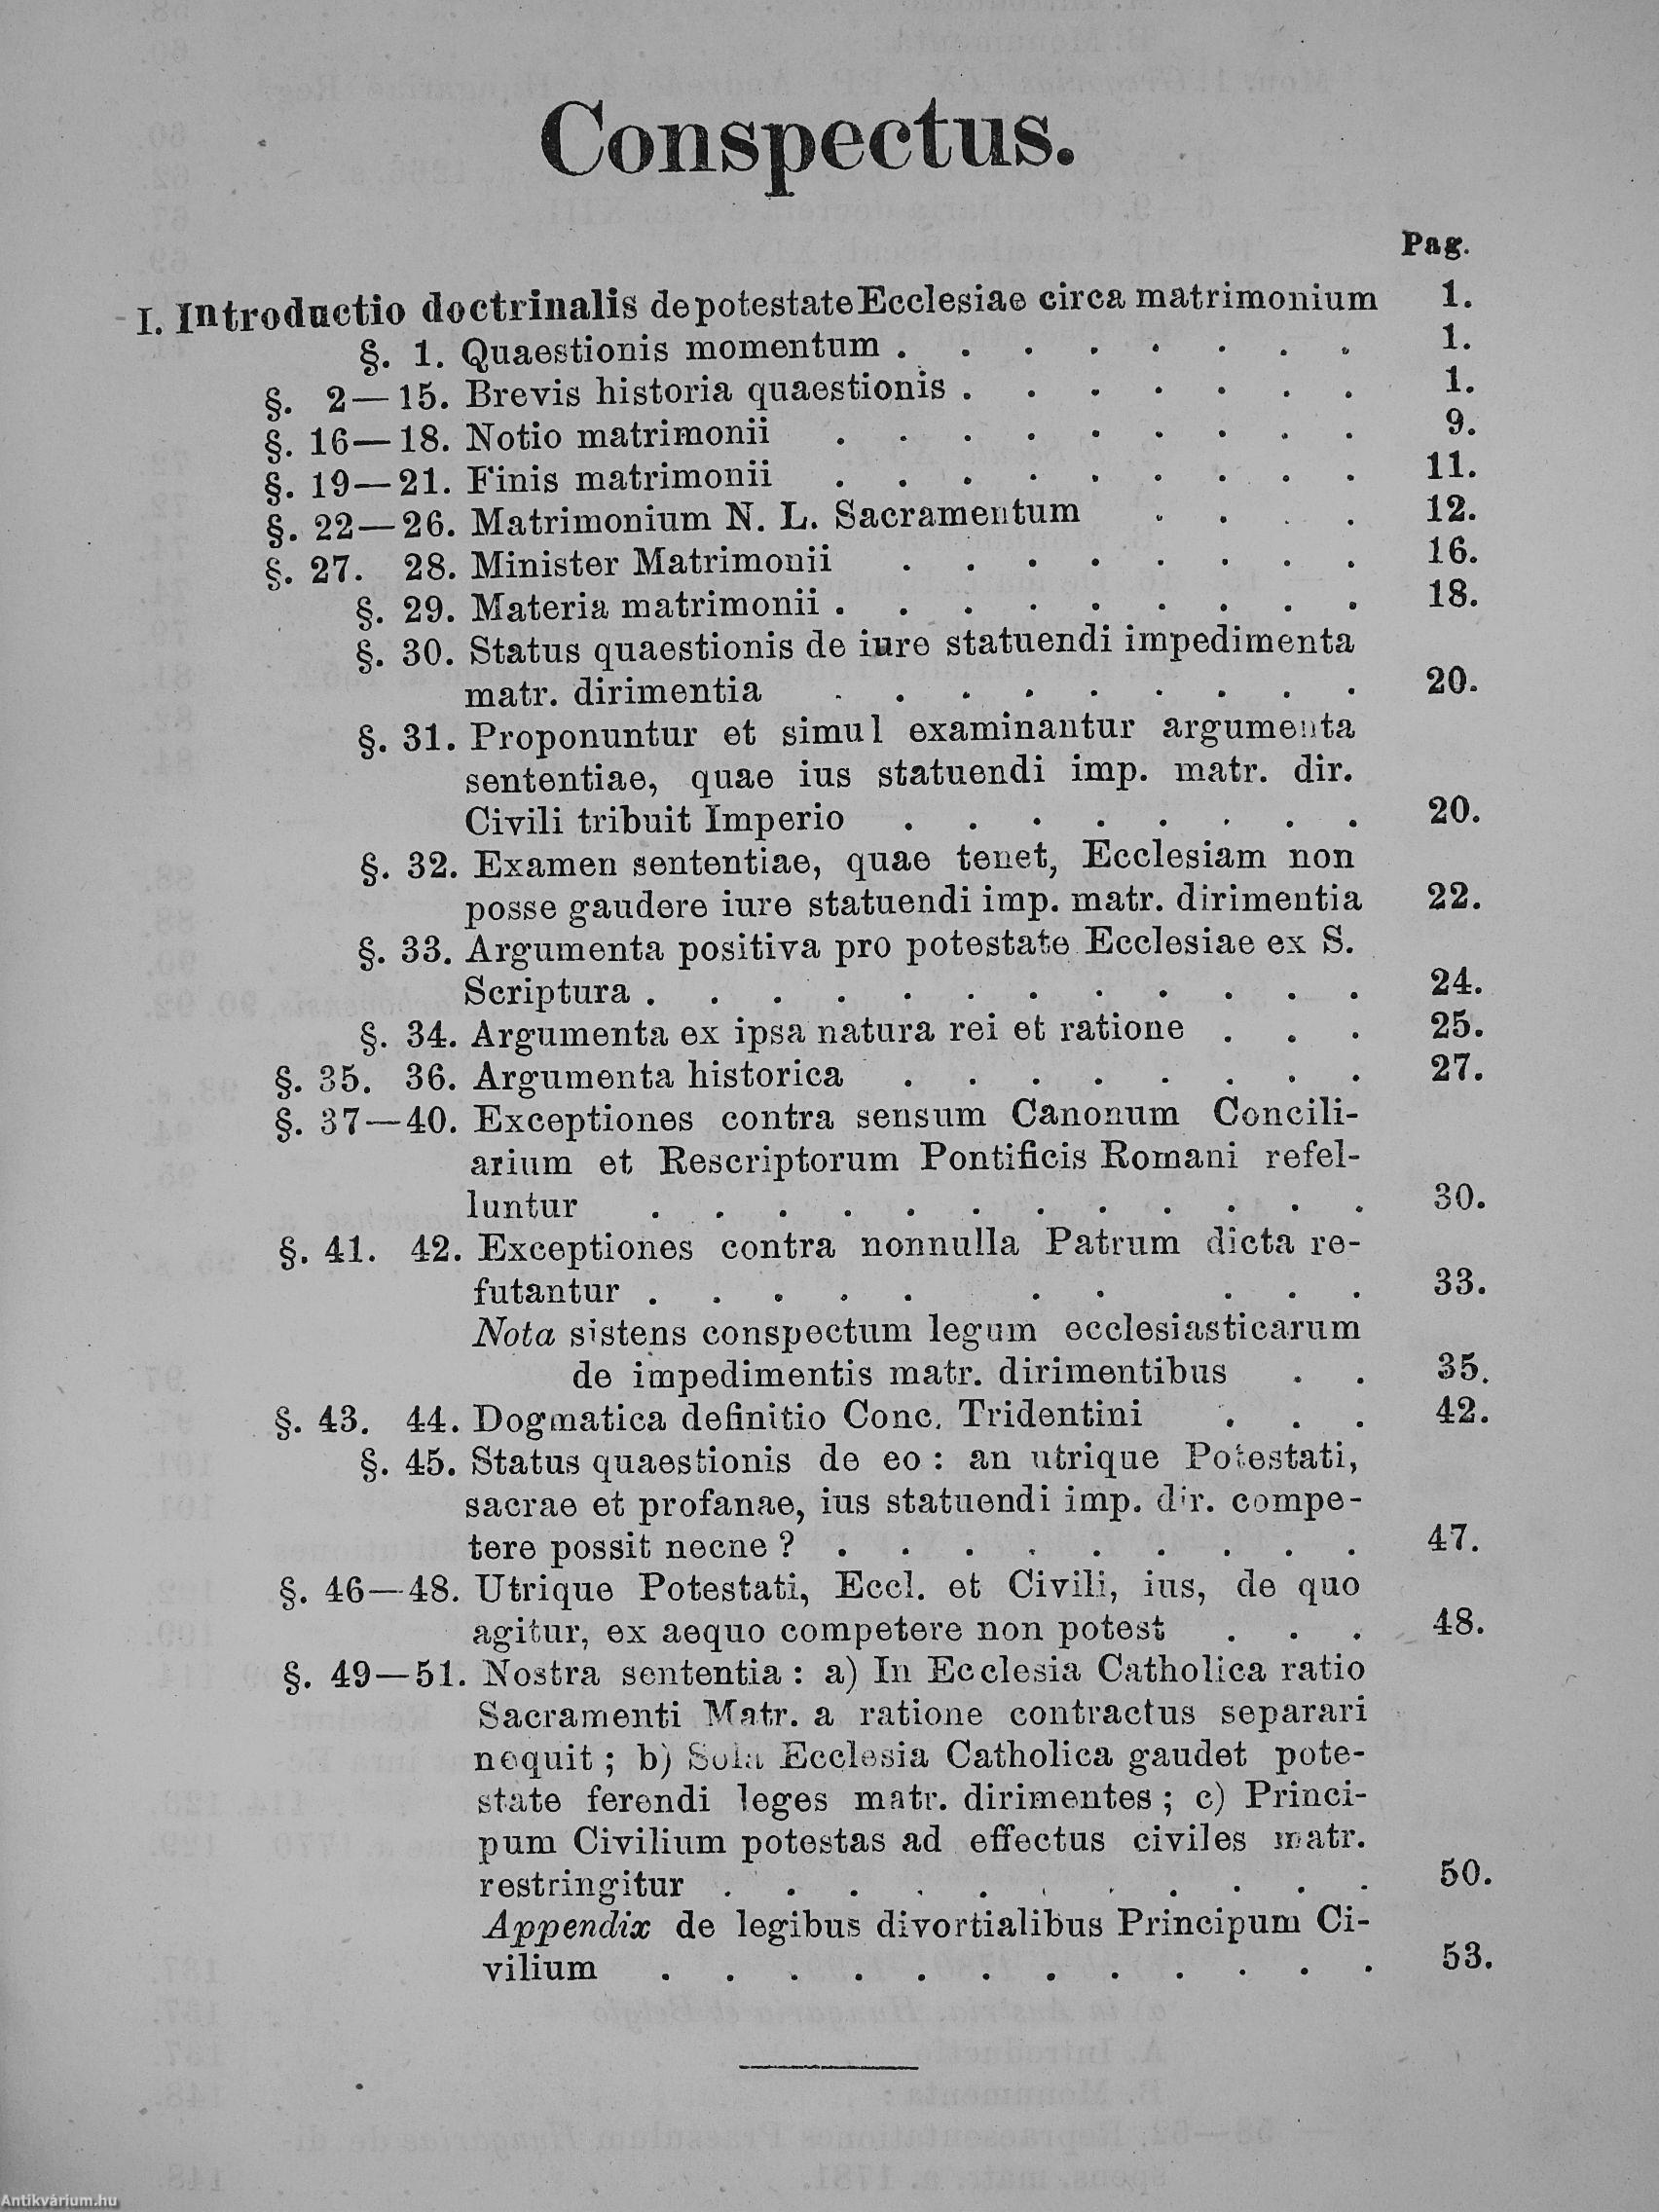 Conspectus.
Pag.
I. Introductio doctrinalis de potestate Ecclesiae circa matrimonium 1.
§. 1. Quaestionis momentum . . . . . . . . 1.
§. 2—15. Brevis historia quaestionis . . . . . . . 1.
§. 16—18. Notio matrimonii . . . . . . . . . 9.
§. 19—21. Finis matrimonii . . . . . . . . . 11.
§. 22—26. Matrimonium N. L. Sacramentum . . . . 12.
§. 27. 28. Minister Matrimonii . . . . . . . . 16.
§. 29. Materia matrimonii . . . . . . . . . 18.
§. 30. Status quaestionis de iure statuendi impedimenta
matr. dirimentia . . . . . . . . . 20.
§. 31. Proponuntur et simul examinantur argumenta
sententiae, quae ius statuendi imp. matr. dir.
Civili tribuit Imperio . . . . . . . . 20.
§. 32. Examen sententiae, quae tenet, Ecclesiam non
posse gaudere iure statuendi imp. matr. dirimentia 22.
§. 33. Argumenta positiva pro potestate Ecclesiae ex S.
Scriptura . . . . . . . . . . . . 24.
§. 34. Argumenta ex ipsa natura rei et ratione . . . 25.
§. 35. 36. Argumenta historica . . . . . . . . 27.
§. 37—40. Exceptiones contra sensum Canonum Concili-
arium et Rescriptorum Pontificis Romani refel-
luntur . . . . . . . . . . . . 30.
§. 41. 42. Exceptiones contra nonnulla Patrum dicta re-
futantur . . . . . . . . . . 33.
Nota sistens conspectum legum ecclesiasticarum
de impedimentis matr. dirimentibus . . 35.
§. 43. 44. Dogmatica definitio Conc. Tridentini . . . 42.
§. 45. Status quaestionis de eo : an utrique Potestati,
sacrae et profanae, ius statuendi imp. dir. compe-
tere possit necne ? . . . . . . . . . 47.
§. 46—48. Utrique Potestati, Eccl. et Civili, ius, de quo
agitur, ex aequo competere non potest . . . 48.
§. 49—51. Nostra sententia : a) In Ecclesia Catholica ratio
Sacramenti Matr. a ratione contractus separari
nequit ; b) Sola Ecclesia Catholica gaudet pote-
state ferendi leges matr. dirimentes ; c) Princi-
pum Civilium potestas ad effectus civiles matr.
restringitur . . . . . . . . . . . 50.
Appendix de legibus divortialibus Principum Ci-
vilium . . . . . . . . . . . . 53.
Antikvárium.hu